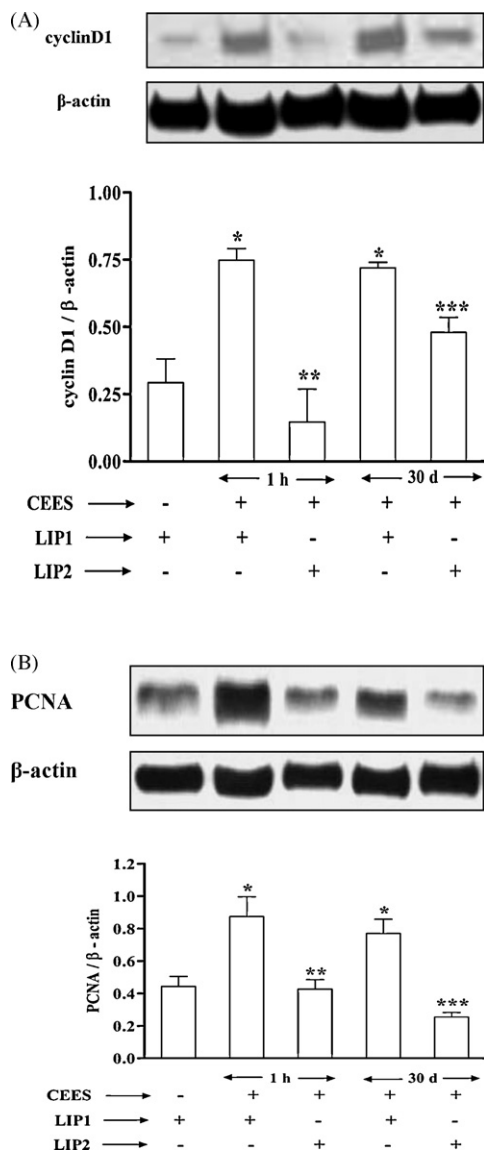 (A)
cyclinD1
β-actin
cyclin D1 / β -actin
1.00
0.75
0.50
0.25
0.00
*
**
*
***
1 h
30 d
CEES - + + + +
LIP1 + + - + -
LIP2 - - + - +
(B)
PCNA
β-actin
PCNA / β - actin
1.2
1.0
0.8
0.6
0.4
0.2
0.0
*
**
*
***
1 h
30 d
CEES - + + + +
LIP1 + + - + -
LIP2 - - + - +